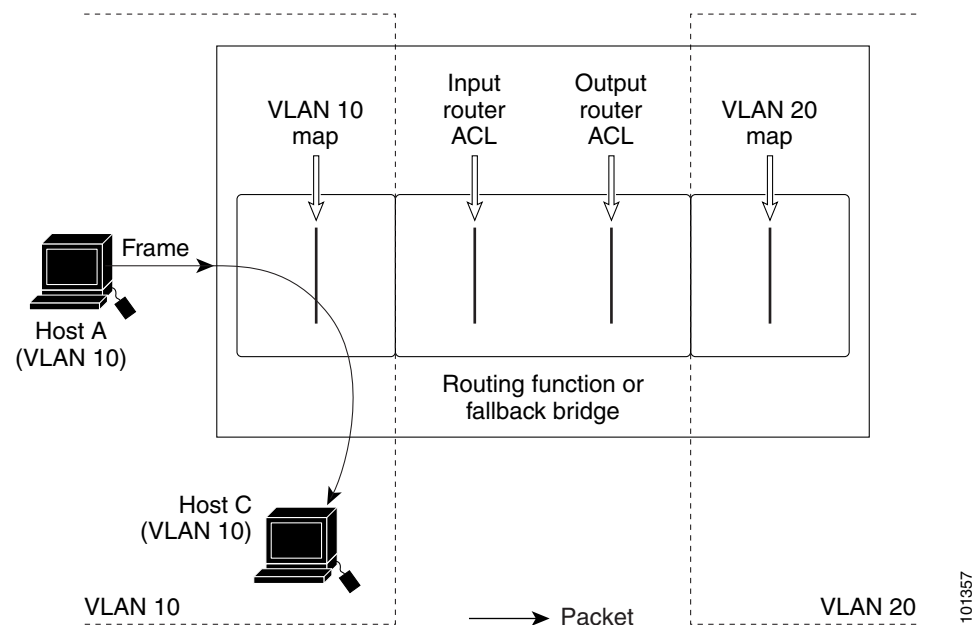 VLAN 10
map
Input
router
ACL
Output
router
ACL
VLAN 20
map
Frame
Host A
(VLAN 10)
Routing function or
fallback bridge
Host C
(VLAN 10)
VLAN 10
Packet
VLAN 20
101357